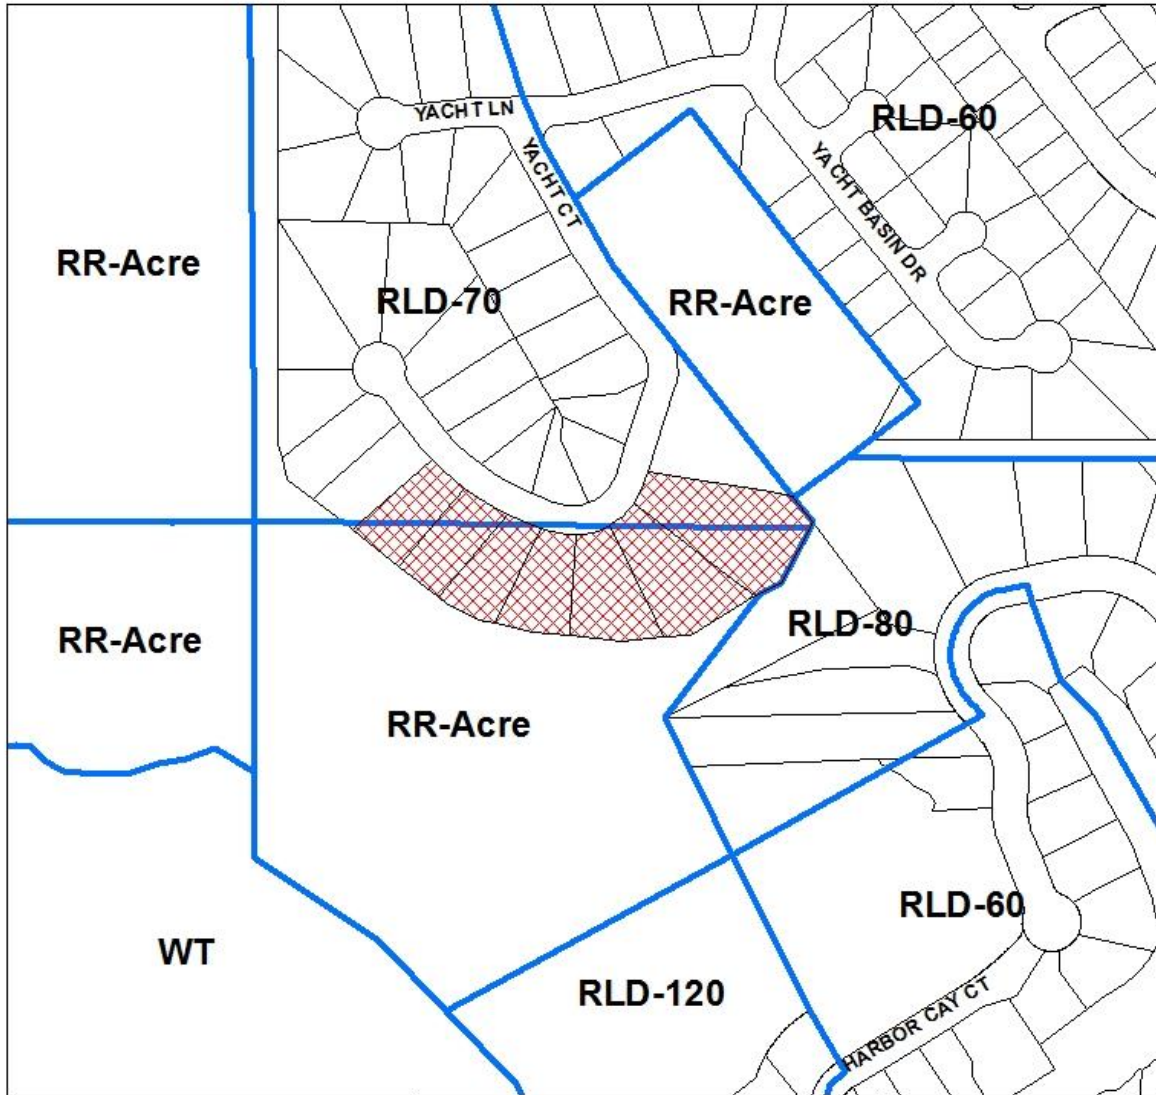 YACHT LN
RLD-60
YACHT CT
YACHT BASIN DR
RR-Acre
RLD-70
RR-Acre
RLD-80
RR-Acre
RR-Acre
RLD-60
WT
RLD-120
HARBOR CAY CT